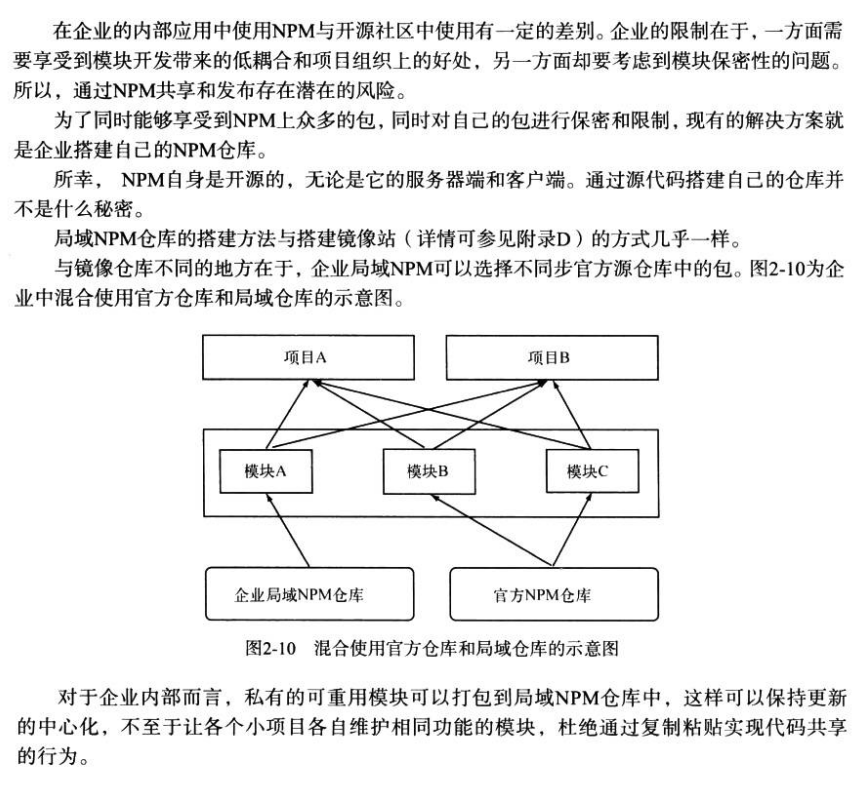 在企业的内部应用中使用NPM与开源社区中使用有一定的差别。企业的限制在于，一方面需
要享受到模块开发带来的低耦合和项目组织上的好处，另一方面却要考虑到模块保密性的问题。
所以，通过NPM共享和发布存在潜在的风险。
为了同时能够享受到NPM上众多的包，同时对自己的包进行保密和限制，现有的解决方案就
是企业搭建自己的NPM仓库。
所幸， NPM自身是开源的，无论是它的服务器端和客户端。通过源代码搭建自己的仓库并
不是什么秘密。
局域NPM仓库的搭建方法与搭建镜像站（详情可参见附录D）的方式几乎一样。
与镜像仓库不同的地方在于，企业局域NPM可以选择不同步官方源仓库中的包。图2-10为企
业中混合使用官方仓库和局域仓库的示意图。
项目A
项目B
模块A
模块B
模块C
企业局域NPM仓库
官方NPM仓库
图2-10 混合使用官方仓库和局域仓库的示意图
对于企业内部而言，私有的可重用模块可以打包到局域NPM仓库中，这样可以保持更新
的中心化，不至于让各个小项目各自维护相同功能的模块，杜绝通过复制粘贴实现代码共享
的行为。